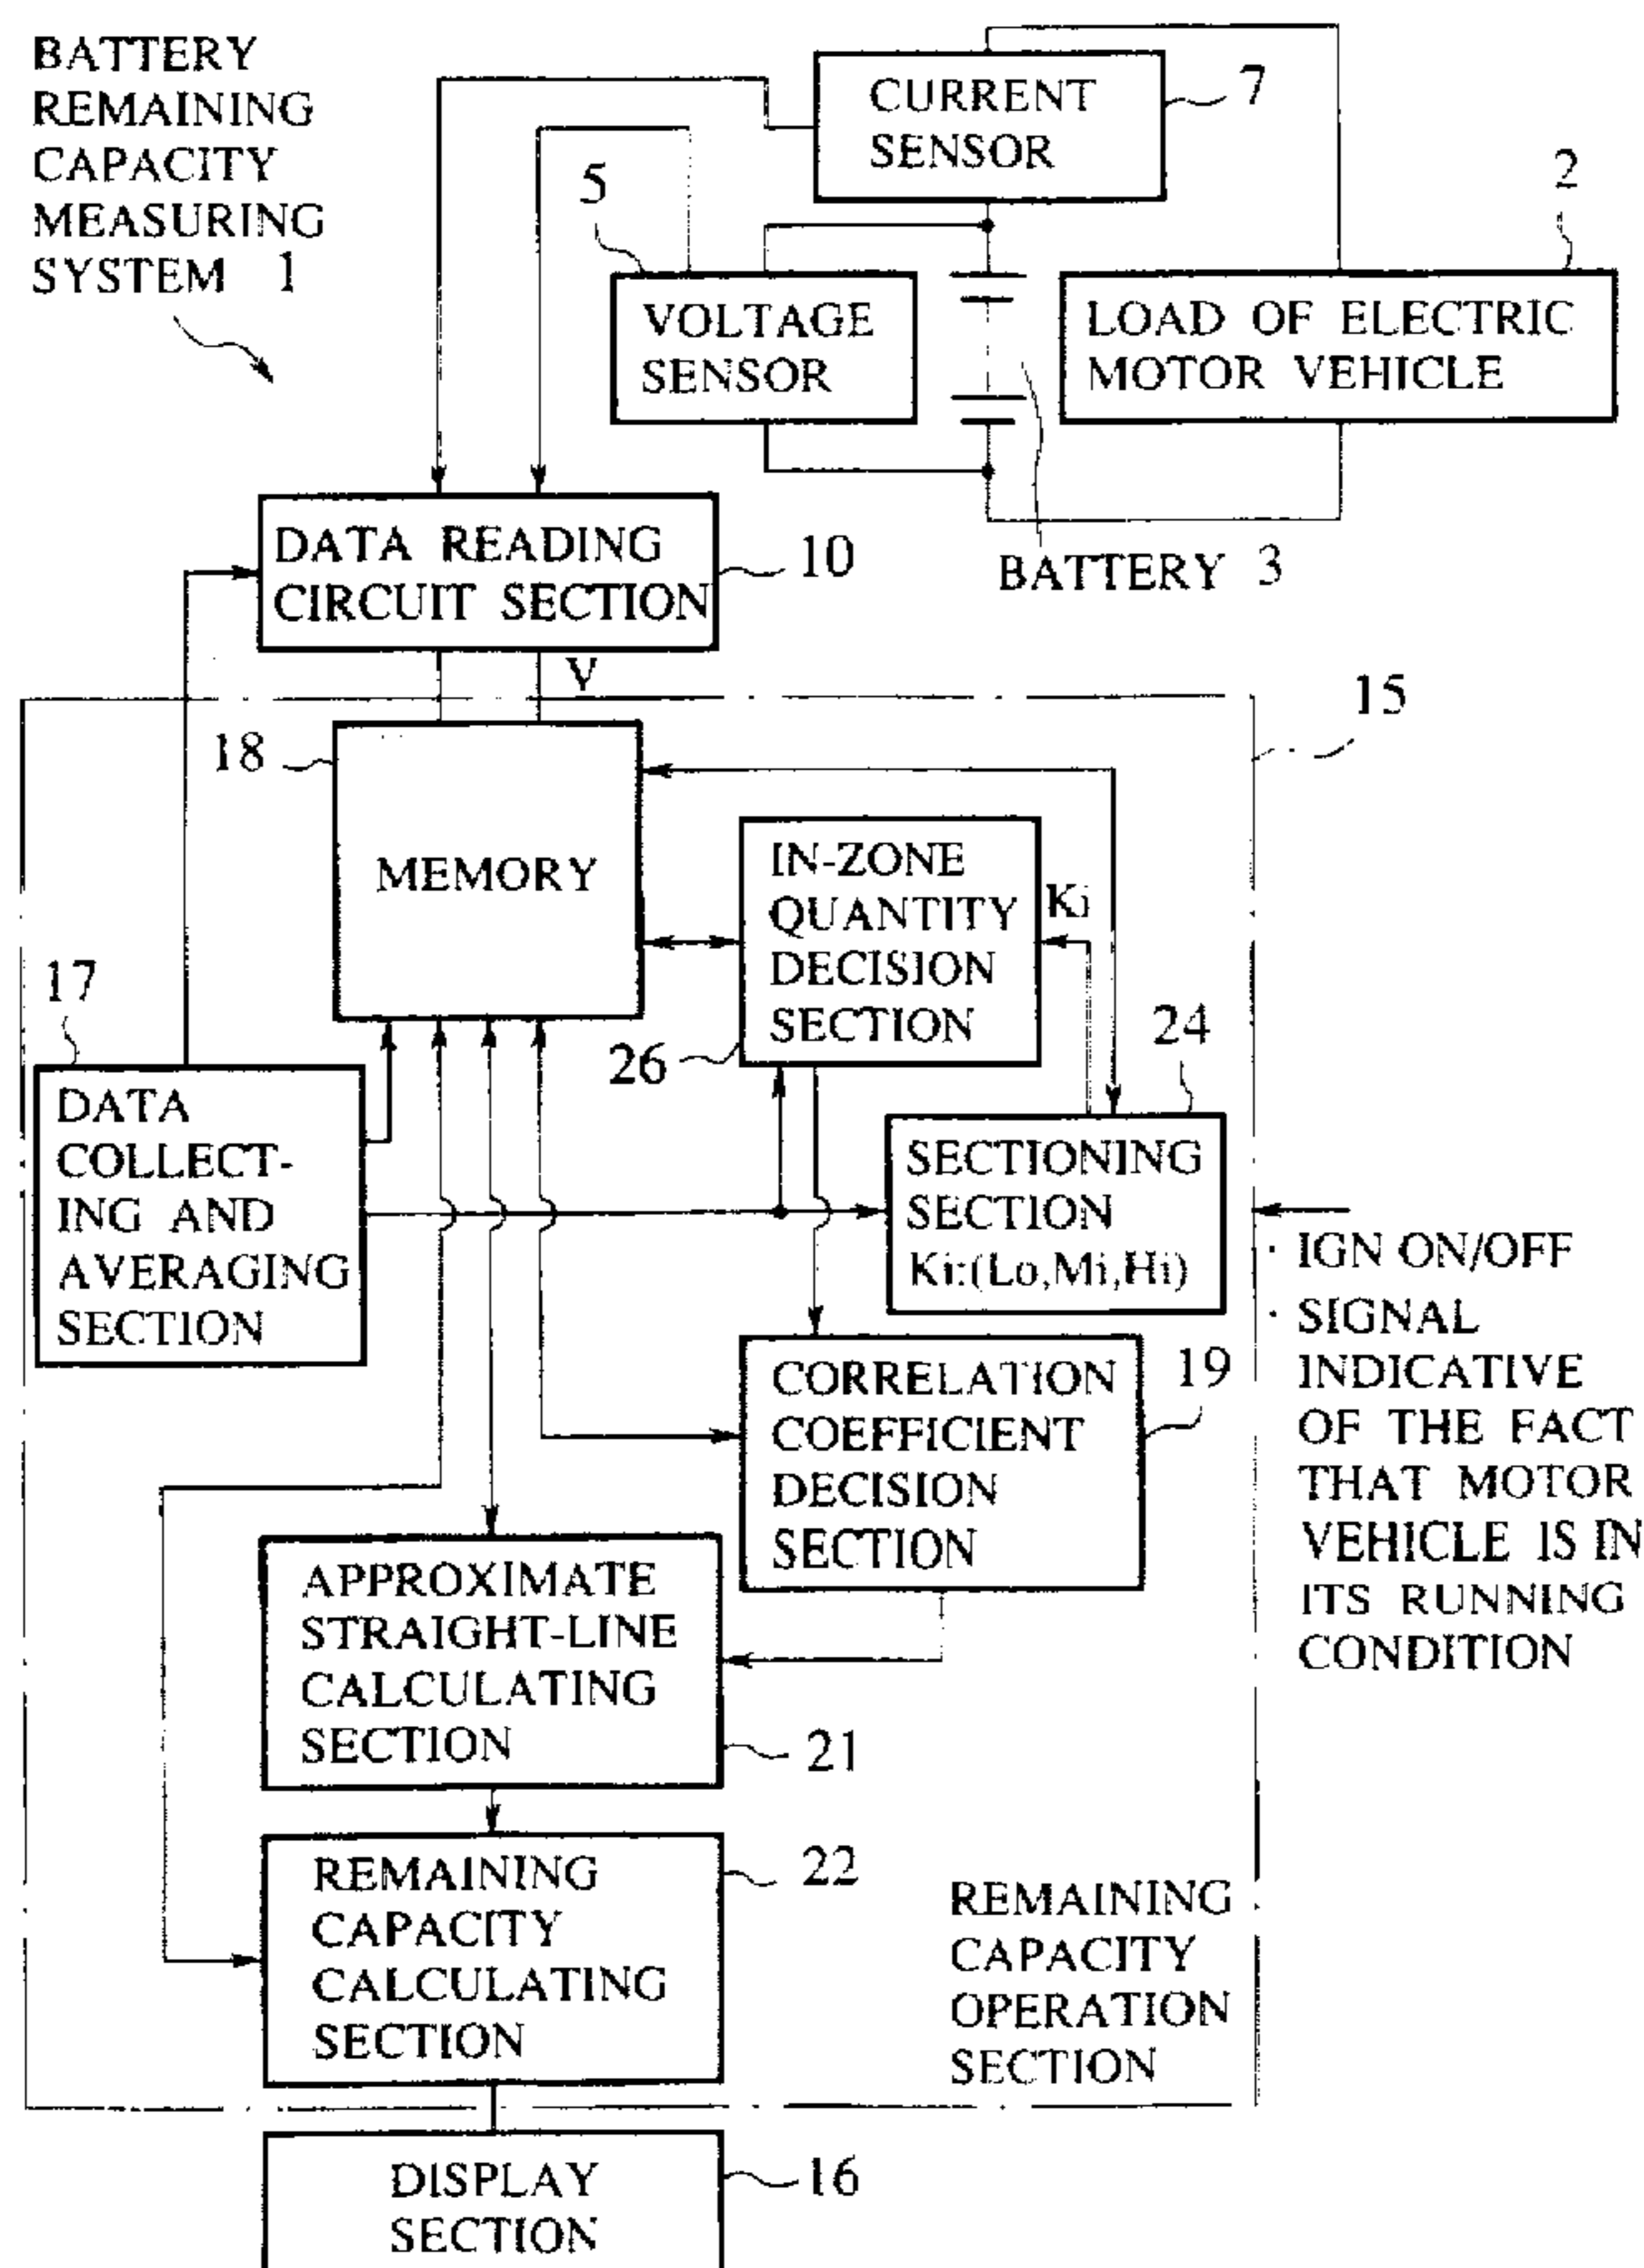 BATTERY
REMAINING
CAPACITY
MEASURING
SYSTEM 1
CURRENT
SENSOR
7
5
VOLTAGE
SENSOR
2
LOAD OF ELECTRIC
MOTOR VEHICLE
BATTERY 3
DATA READING
CIRCUIT SECTION
10
V
15
18
MEMORY
IN-ZONE
QUANTITY
DECISION
SECTION
26
Ki
17
DATA
COLLECT-
ING AND
AVERAGING
SECTION
24
SECTIONING
SECTION
Ki:(Lo,Mi,Hi)
· IGN ON/OFF
· SIGNAL
INDICATIVE
OF THE FACT
THAT MOTOR
VEHICLE IS IN
ITS RUNNING
CONDITION
CORRELATION
COEFFICIENT
DECISION
SECTION
19
APPROXIMATE
STRAIGHT-LINE
CALCULATING
SECTION
21
REMAINING
CAPACITY
CALCULATING
SECTION
22
REMAINING
CAPACITY
OPERATION
SECTION
DISPLAY
SECTION
16